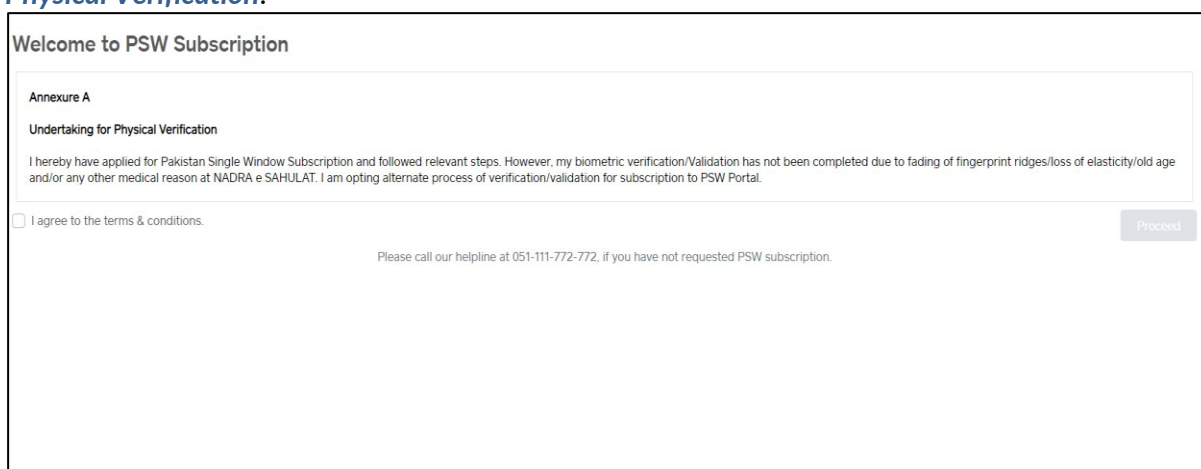 Physical Verification.
Welcome to PSW Subscription
Annexure A
Undertaking for Physical Verification
I hereby have applied for Pakistan Single Window Subscription and followed relevant steps. However, my biometric verification/Validation has not been completed due to fading of fingerprint ridges/loss of elasticity/old age
and/or any other medical reason at NADRA e SAHULAT. I am opting alternate process of verification/validation for subscription to PSW Portal.
I agree to the terms & conditions.
Proceed
Please call our helpline at 051-111-772-772, if you have not requested PSW subscription.